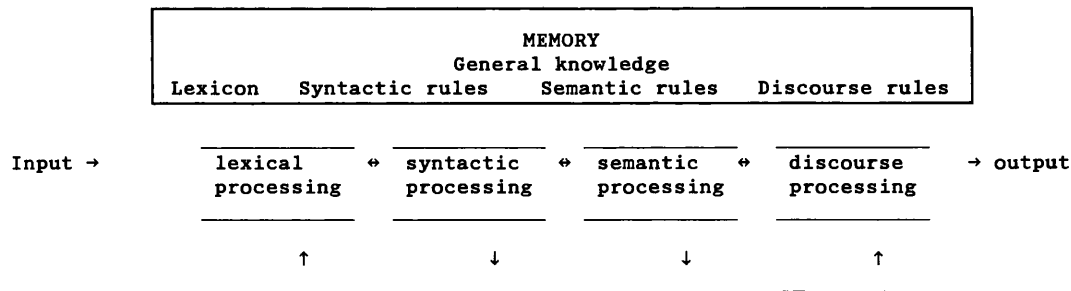 MEMORY
General knowledge
Lexicon Syntactic rules Semantic rules Discourse rules
Input → lexical ↔ syntactic ↔ semantic ↔ discourse → output
processing processing processing processing
↑ ↓ ↓ ↑